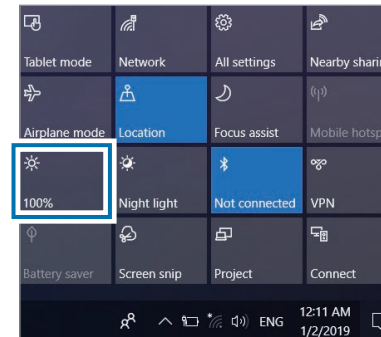 Tablet mode
Network
All settings
Nearby sharin
Airplane mode
Location
Focus assist
Mobile hotsp
100%
Night light
Not connected
VPN
Battery saver
Screen snip
Project
Connect
ENG
12:11 AM
1/2/2019